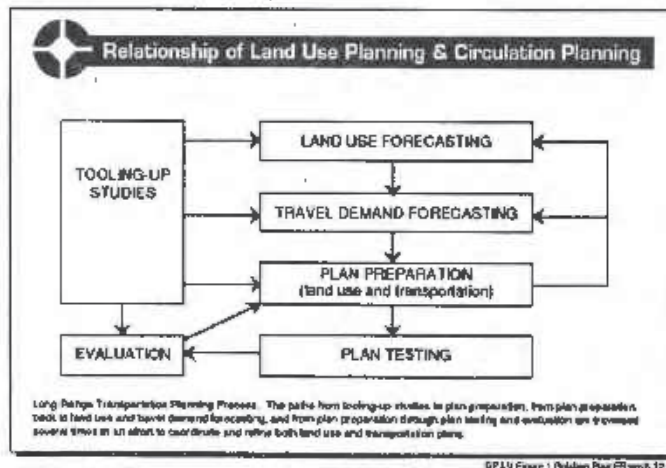 Relationship of Land Use Planning & Circulation Planning
TOOLING-UP
STUDIES
LAND USE FORECASTING
TRAVEL DEMAND FORECASTING
PLAN PREPARATION
(land use and transportation)
EVALUATION
PLAN TESTING
Long Range Transportation Planning Process. The paths from tooling-up studies to plan preparation, from plan preparation
back to land use and travel demand forecasting, and from plan preparation through plan testing and evaluation are traversed
several times in an effort to coordinate and refine both land use and transportation plans.